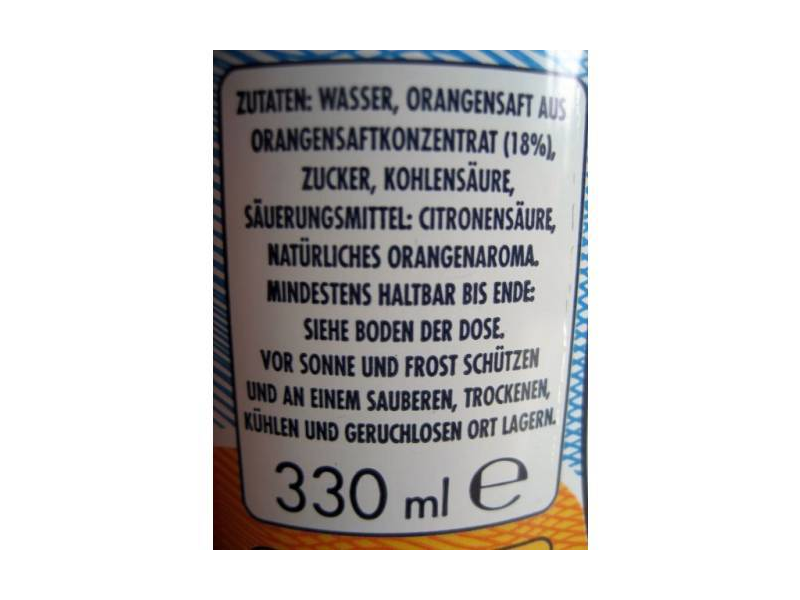 ZUTATEN: WASSER, ORANGENSAFT AUS
ORANGENSAFTKONZENTRAT (18%),
ZUCKER, KOHLENSÄURE,
SÄUERUNGSMITTEL: CITRONENSÄURE,
NATÜRLICHES ORANGENAROMA.
MINDESTENS HALTBAR BIS ENDE:
SIEHE BODEN DER DOSE.
VOR SONNE UND FROST SCHÜTZEN
UND AN EINEM SAUBEREN, TROCKENEN,
KÜHLEN UND GERUCHLOSEN ORT LAGERN.
330 ml e